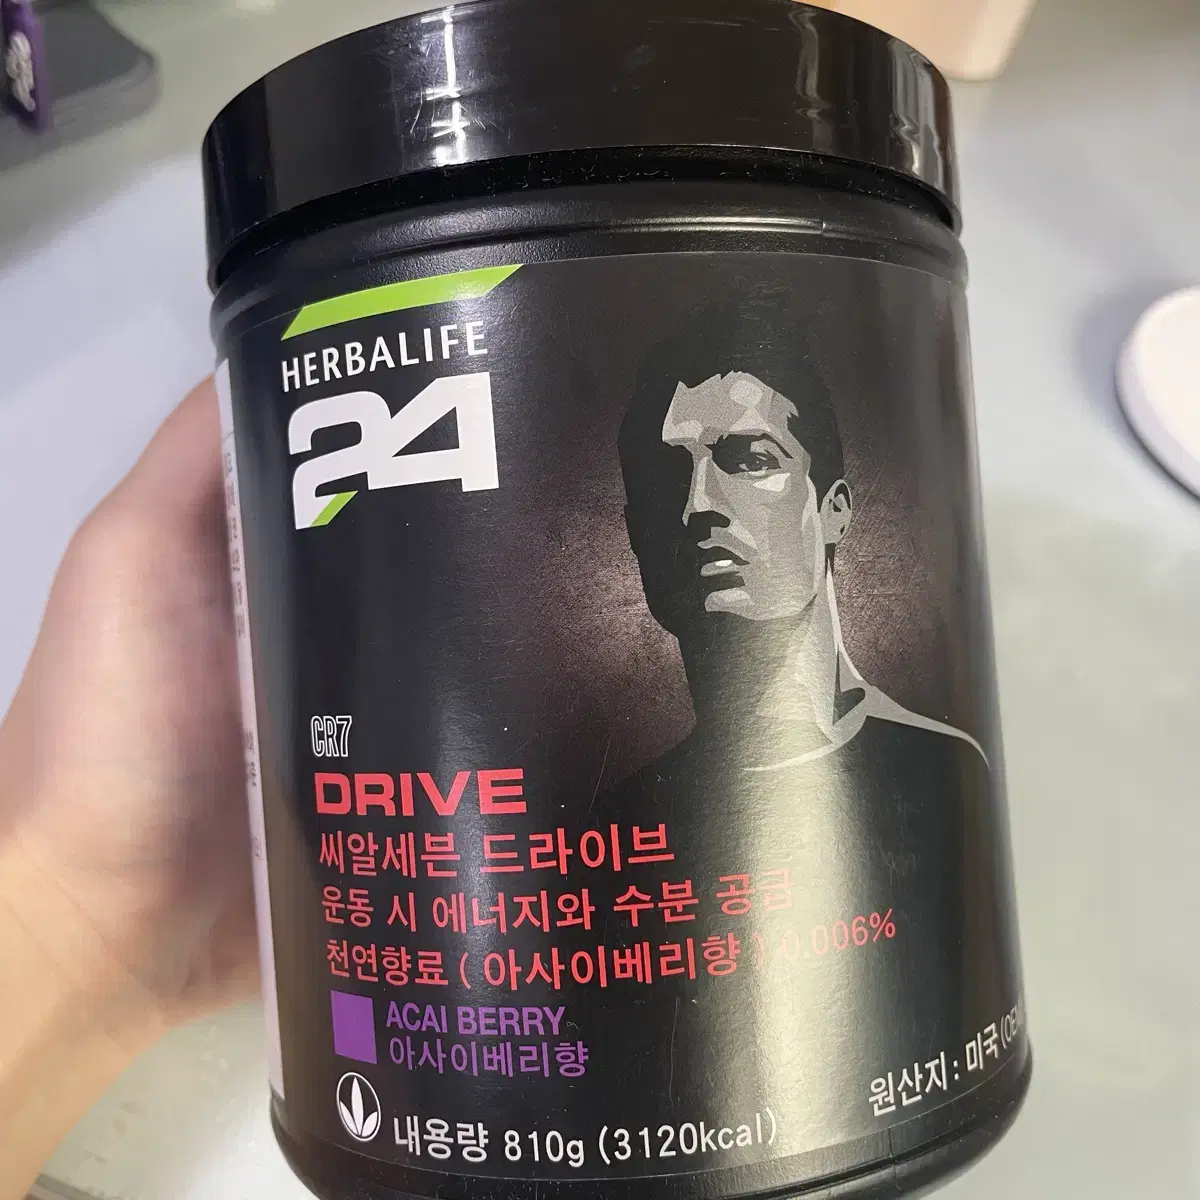 HERBALIFE
24
CR7
DRIVE
씨알세븐 드라이브
운동 시 에너지와 수분 공급
천연향료 ( 아사이베리향 ) 0.006%
ACAI BERRY
아사이베리향
원산지 : 미국 (OEM
내용량 810g (3120kcal)